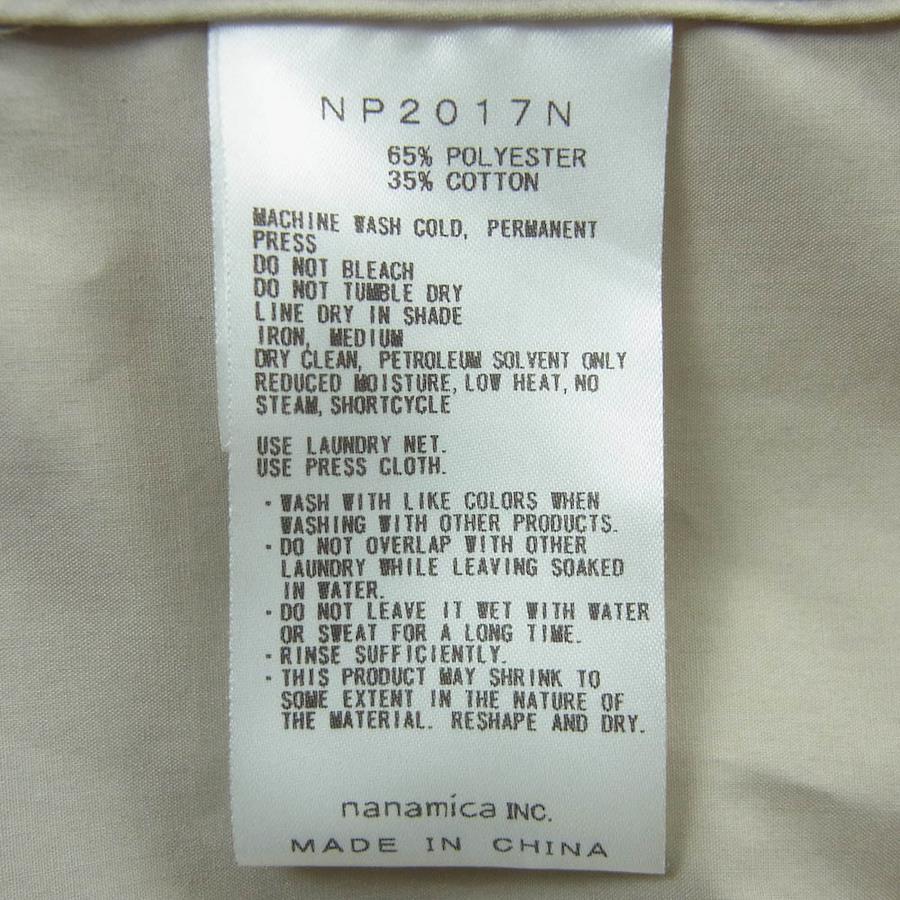 NP2017N
65% POLYESTER
35% COTTON
MACHINE WASH COLD, PERMANENT
PRESS
DO NOT BLEACH
DO NOT TUMBLE DRY
LINE DRY IN SHADE
IRON, MEDIUM
DRY CLEAN, PETROLEUM SOLVENT ONLY
REDUCED MOISTURE, LOW HEAT, NO
STEAM, SHORTCYCLE
USE LAUNDRY NET.
USE PRESS CLOTH.
・WASH WITH LIKE COLORS WHEN
WASHING WITH OTHER PRODUCTS.
・DO NOT OVERLAP WITH OTHER
LAUNDRY WHILE LEAVING SOAKED
IN WATER.
・DO NOT LEAVE IT WET WITH WATER
OR SWEAT FOR A LONG TIME.
・RINSE SUFFICIENTLY.
・THIS PRODUCT MAY SHRINK TO
SOME EXTENT IN THE NATURE OF
THE MATERIAL. RESHAPE AND DRY.
nanamica INC.
MADE IN CHINA